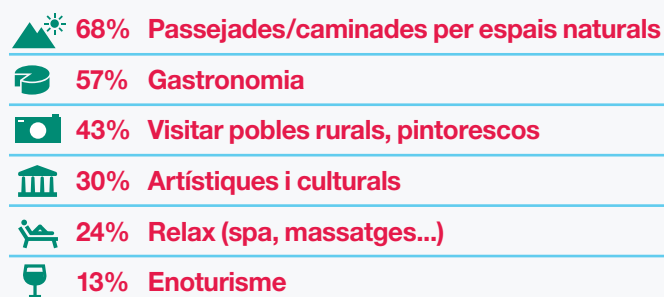 68% Passejades/caminades per espais naturals
57% Gastronomia
43% Visitar pobles rurals, pintorescos
30% Artístiques i culturals
24% Relax (spa, massatges...)
13% Enoturisme